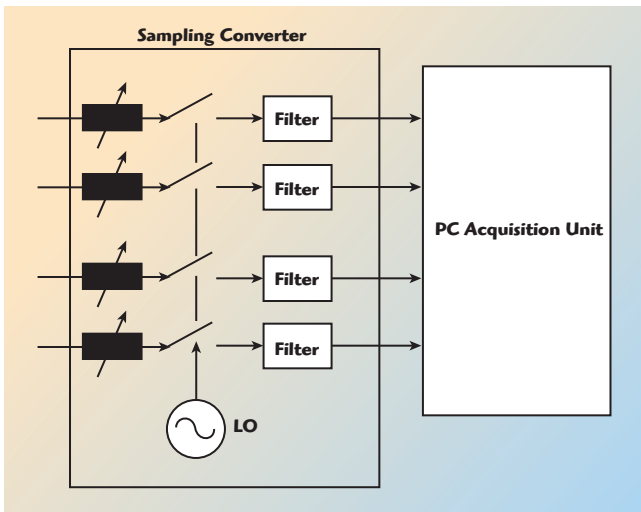 Sampling Converter
Filter
Filter
PC Acquisition Unit
Filter
Filter
LO